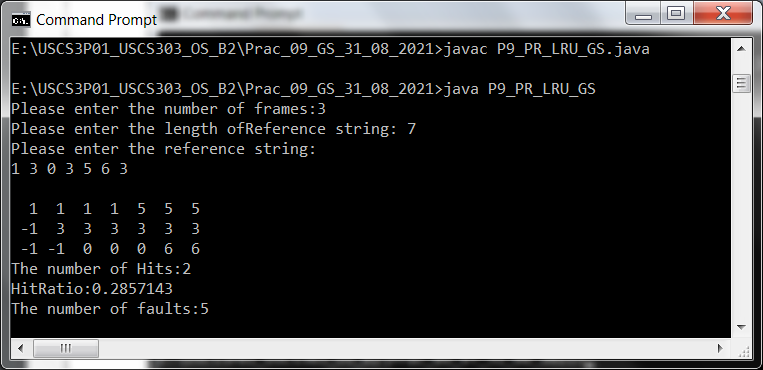 Command Prompt
E:\USCS3P01_USCS303_OS_B2\Prac_09_GS_31_08_2021>javac P9_PR_LRU_GS.java
E:\USCS3P01_USCS303_OS_B2\Prac_09_GS_31_08_2021>java P9_PR_LRU_GS
Please enter the number of frames:3
Please enter the length ofReference string: 7
Please enter the reference string:
1 3 0 3 5 6 3
1 1 1 1 5 5 5
-1 3 3 3 3 3 3
-1 -1 0 0 0 6 6
The number of Hits:2
HitRatio:0.2857143
The number of faults:5